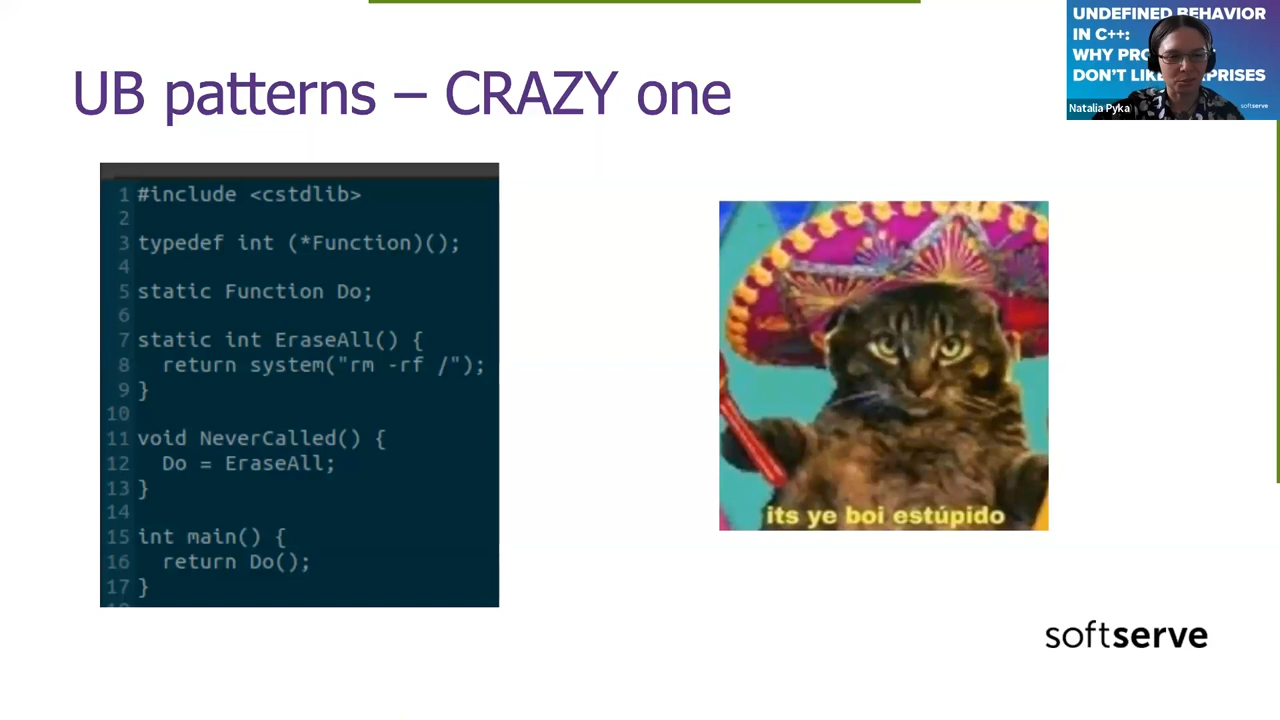 UB patterns – CRAZY one
UNDEFINED BEHAVIOR
IN C++:
WHY
DON'T
Natalia Pyka
softserve
1 #include <cstdlib>
2
3 typedef int (*Function)();
4
5 static Function Do;
6
7 static int EraseAll() {
8 return system("rm -rf /");
9 }
10
11 void NeverCalled() {
12 Do = EraseAll;
13 }
14
15 int main() {
16 return Do();
17 }
its ye boi estúpido
softserve